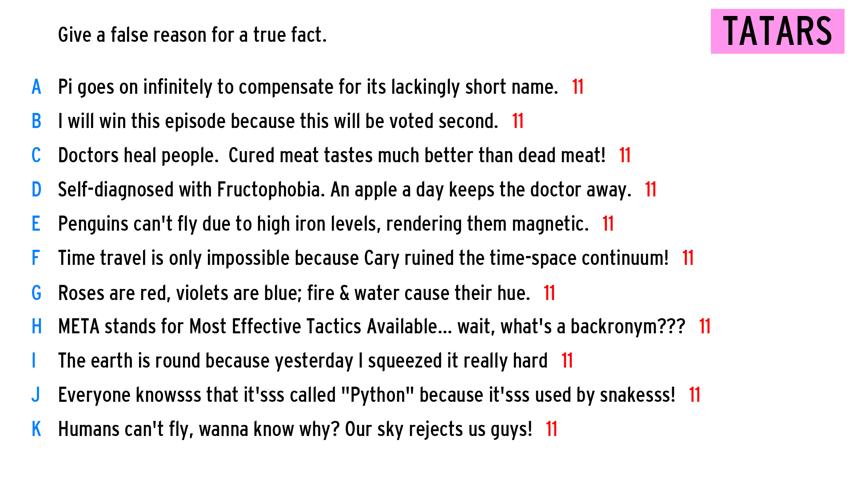 Give a false reason for a true fact.
TATARS
A Pi goes on infinitely to compensate for its lackingly short name. 11
B I will win this episode because this will be voted second. 11
C Doctors heal people.  Cured meat tastes much better than dead meat! 11
D Self-diagnosed with Fructophobia. An apple a day keeps the doctor away. 11
E Penguins can't fly due to high iron levels, rendering them magnetic. 11
F Time travel is only impossible because Cary ruined the time-space continuum! 11
G Roses are red, violets are blue; fire & water cause their hue. 11
H META stands for Most Effective Tactics Available... wait, what's a backronym??? 11
I The earth is round because yesterday I squeezed it really hard 11
J Everyone knowsss that it'sss called "Python" because it'sss used by snakesss! 11
K Humans can't fly, wanna know why? Our sky rejects us guys! 11